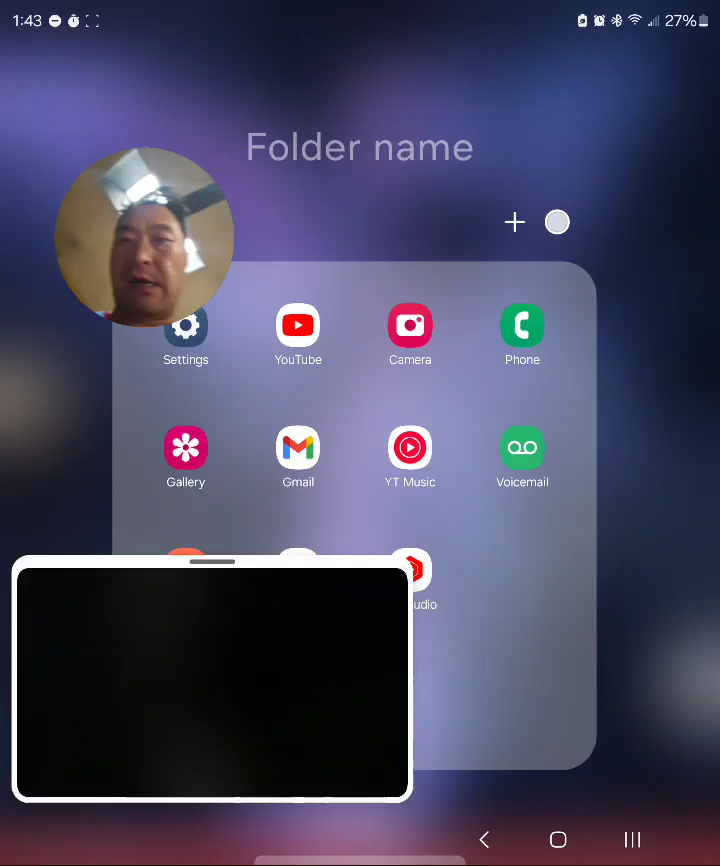 1:43
27%
Folder name
Settings YouTube Camera Phone
Gallery Gmail YT Music Voicemail
udio